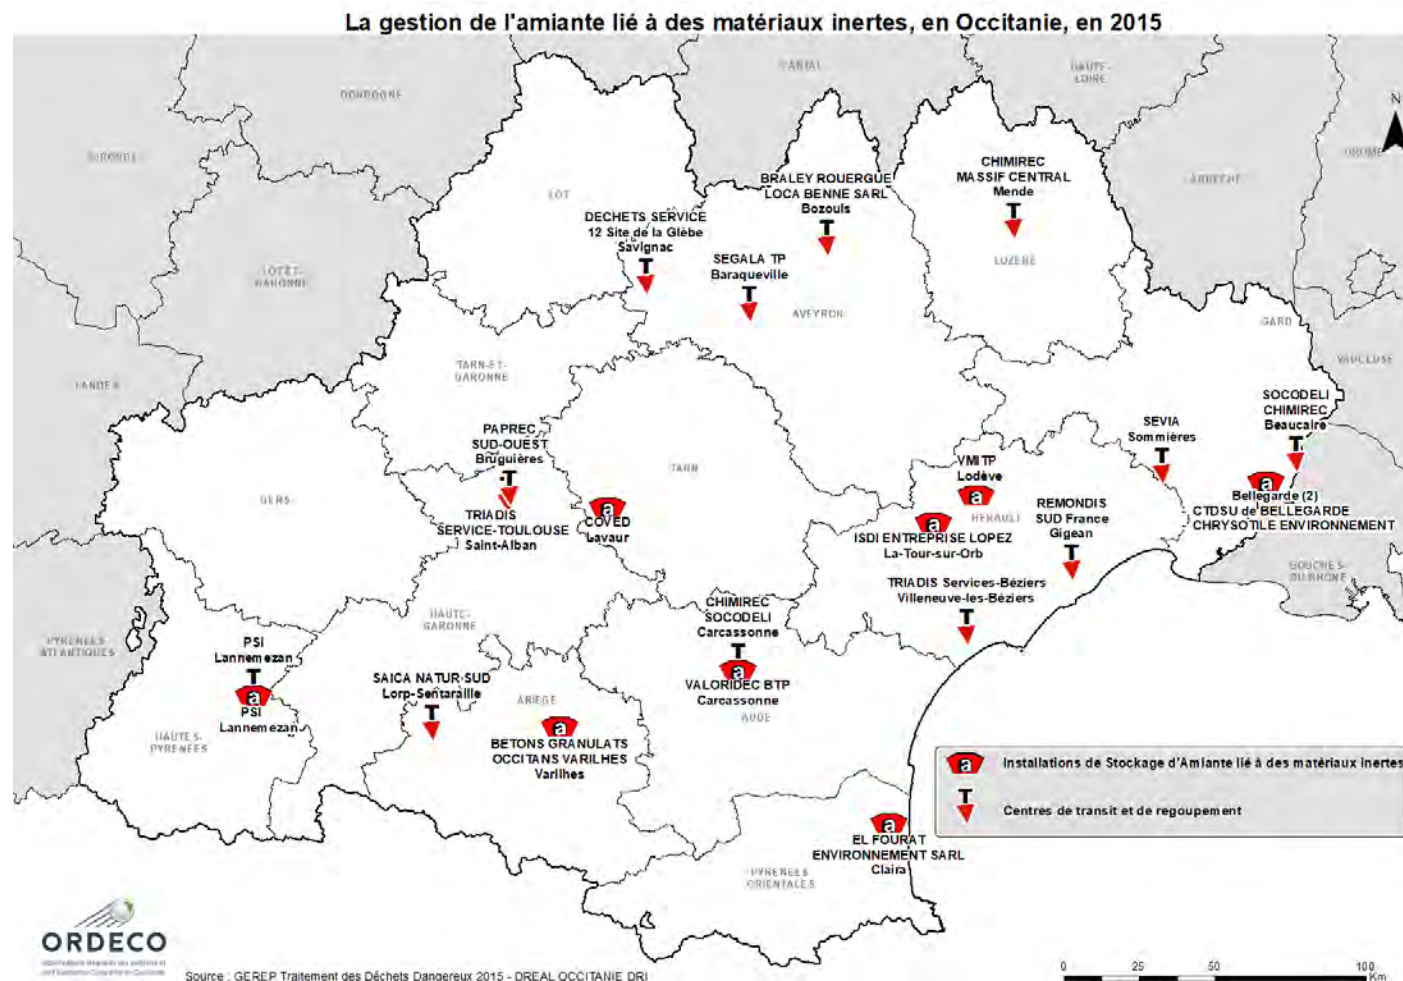 La gestion de l'amiante lié à des matériaux inertes, en Occitanie, en 2015
CANTAL
HAUTE-
LOIRE
DORDOGNE
N
GIRONDE
DROME
ARDECHE
CHIMIREC
MASSIF CENTRAL
Mende
T
BRALEY ROUERGUE
LOCA BENNE SARL
Bozouls
T
LOT
DECHETS SERVICE
12 Site de la Glèbe
Savignac
T
SEGALA TP
Baraqueville
T
LOZERE
LOT-ET-
GARONNE
AVEYRON
GARD
VAUCLUSE
TARN-ET-
GARONNE
LANDES
SOCODELI
CHIMIREC
Beaucaire
T
SEVIA
Sommières
T
PAPREC
SUD-OUEST
Bruguières
T
TARN
VMITP
Lodève
a
GERS
a
Bellegarde (2)
CTDSU de BELLEGARDE
CHRYSOTILE ENVIRONNEMENT
REMONDIS
SUD France
Gigean
T
HERAULT
TRIADIS
SERVICE-TOULOUSE
Saint-Alban
a
COVED
Lavaur
a
ISDI ENTREPRISE LOPEZ
La-Tour-sur-Orb
BOUCHES-
DU-RHONE
TRIADIS Services-Béziers
Villeneuve-les-Béziers
T
HAUTE-
GARONNE
CHIMIREC
SOCODELI
Carcassonne
T
a
VALORIDEC BTP
Carcassonne
AUDE
PYRENEES
ATLANTIQUES
PSI
Lannemezan
T
a
PSI
Lannemezan
SAICA NATUR SUD
Lorp-Sentaraille
T
ARIEGE
a
BETONS GRANULATS
OCCITANS VARILHES
Varilhes
HAUTES-
PYRENEES
a Installations de Stockage d'Amiante lié à des matériaux inertes
T Centres de transit et de regoupement
a
EL FOURAT
ENVIRONNEMENT SARL
Claira
PYRENEES
ORIENTALES
ORDECO
Source : GEREP Traitement des Déchets Dangereux 2015 - DREAL OCCITANIE DRI
0 25 50 100
Km